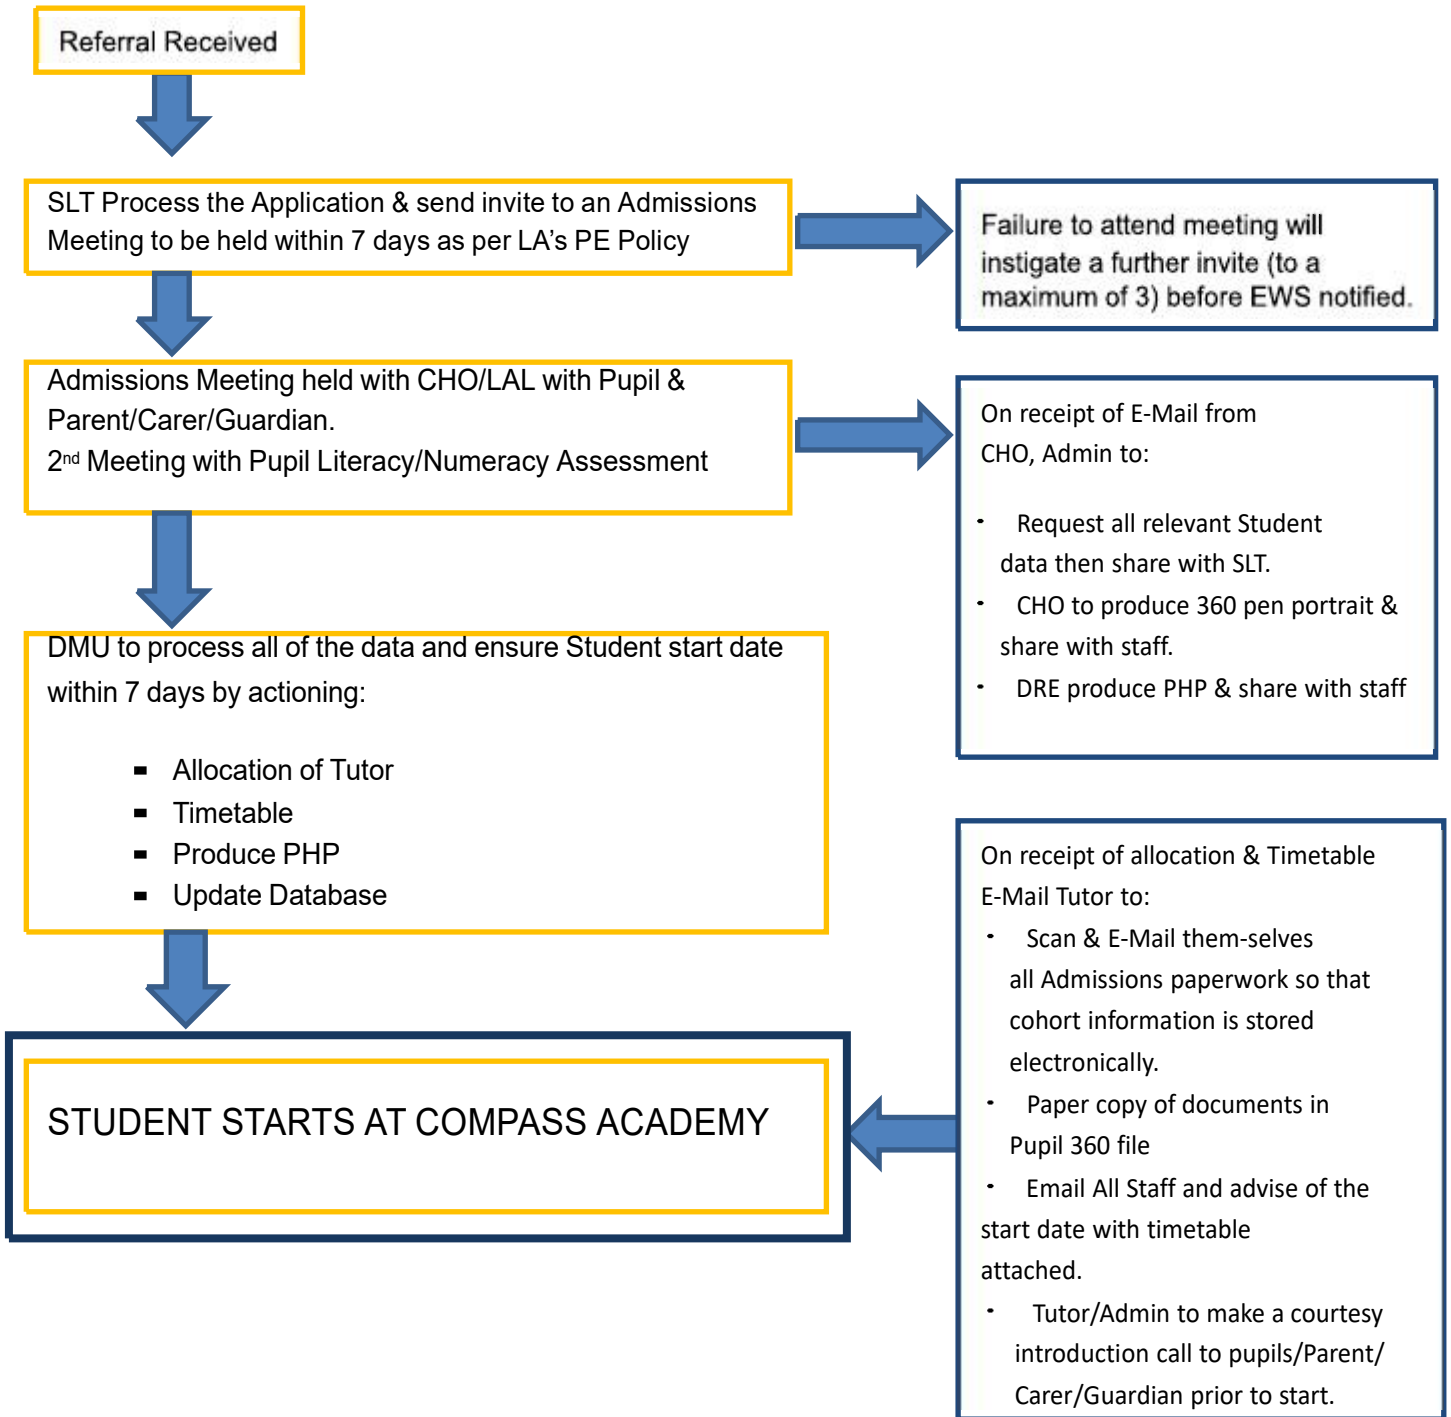 Referral Received
SLT Process the Application & send invite to an Admissions
Meeting to be held within 7 days as per LA’s PE Policy
Failure to attend meeting will
instigate a further invite (to a
maximum of 3) before EWS notified.
Admissions Meeting held with CHO/LAL with Pupil &
Parent/Carer/Guardian.
2nd Meeting with Pupil Literacy/Numeracy Assessment
On receipt of E-Mail from
CHO, Admin to:
· Request all relevant Student
data then share with SLT.
· CHO to produce 360 pen portrait &
share with staff.
· DRE produce PHP & share with staff
DMU to process all of the data and ensure Student start date
within 7 days by actioning:
▪ Allocation of Tutor
▪ Timetable
▪ Produce PHP
▪ Update Database
On receipt of allocation & Timetable
E-Mail Tutor to:
· Scan & E-Mail them-selves
all Admissions paperwork so that
cohort information is stored
electronically.
· Paper copy of documents in
Pupil 360 file
· Email All Staff and advise of the
start date with timetable
attached.
· Tutor/Admin to make a courtesy
introduction call to pupils/Parent/
Carer/Guardian prior to start.
STUDENT STARTS AT COMPASS ACADEMY